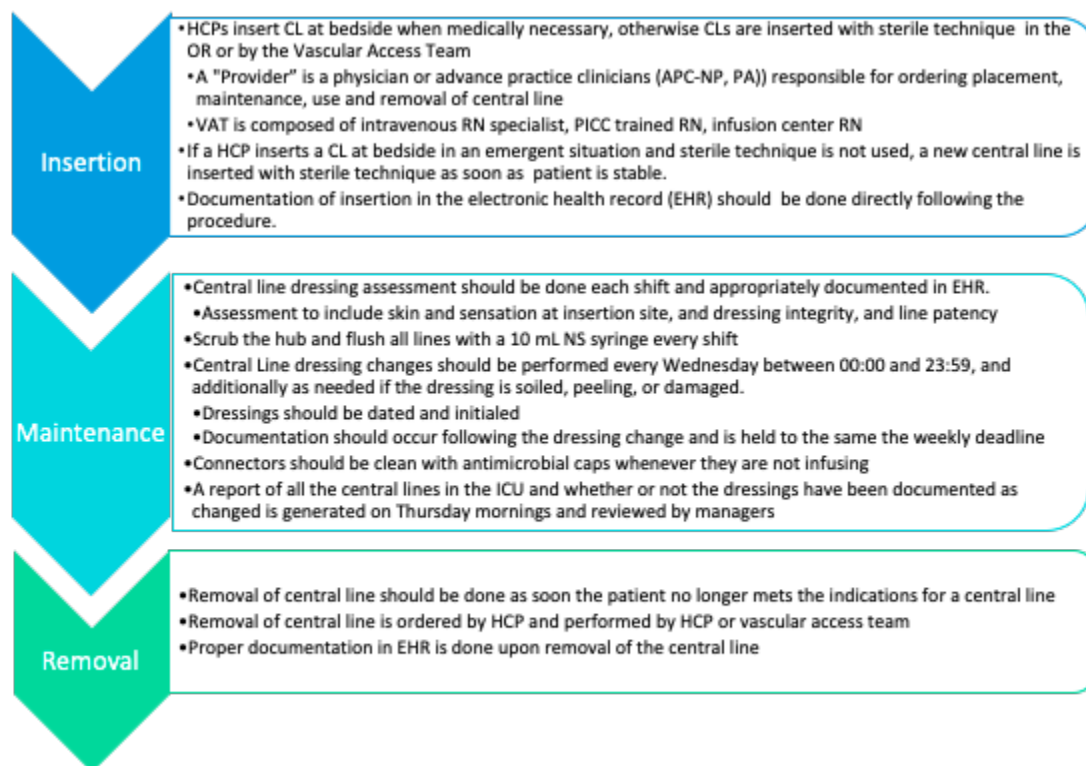 Insertion
•HCPs insert CL at bedside when medically necessary, otherwise CLs are inserted with sterile technique in the
OR or by the Vascular Access Team
•A "Provider" is a physician or advance practice clinicians (APC-NP, PA)) responsible for ordering placement,
maintenance, use and removal of central line
•VAT is composed of intravenous RN specialist, PICC trained RN, infusion center RN
•If a HCP inserts a CL at bedside in an emergent situation and sterile technique is not used, a new central line is
inserted with sterile technique as soon as patient is stable.
•Documentation of insertion in the electronic health record (EHR) should be done directly following the
procedure.
Maintenance
•Central line dressing assessment should be done each shift and appropriately documented in EHR.
•Assessment to include skin and sensation at insertion site, and dressing integrity, and line patency
•Scrub the hub and flush all lines with a 10 mL NS syringe every shift
•Central Line dressing changes should be performed every Wednesday between 00:00 and 23:59, and
additionally as needed if the dressing is soiled, peeling, or damaged.
•Dressings should be dated and initialed
•Documentation should occur following the dressing change and is held to the same the weekly deadline
•Connectors should be clean with antimicrobial caps whenever they are not infusing
•A report of all the central lines in the ICU and whether or not the dressings have been documented as
changed is generated on Thursday mornings and reviewed by managers
Removal
•Removal of central line should be done as soon the patient no longer mets the indications for a central line
•Removal of central line is ordered by HCP and performed by HCP or vascular access team
•Proper documentation in EHR is done upon removal of the central line